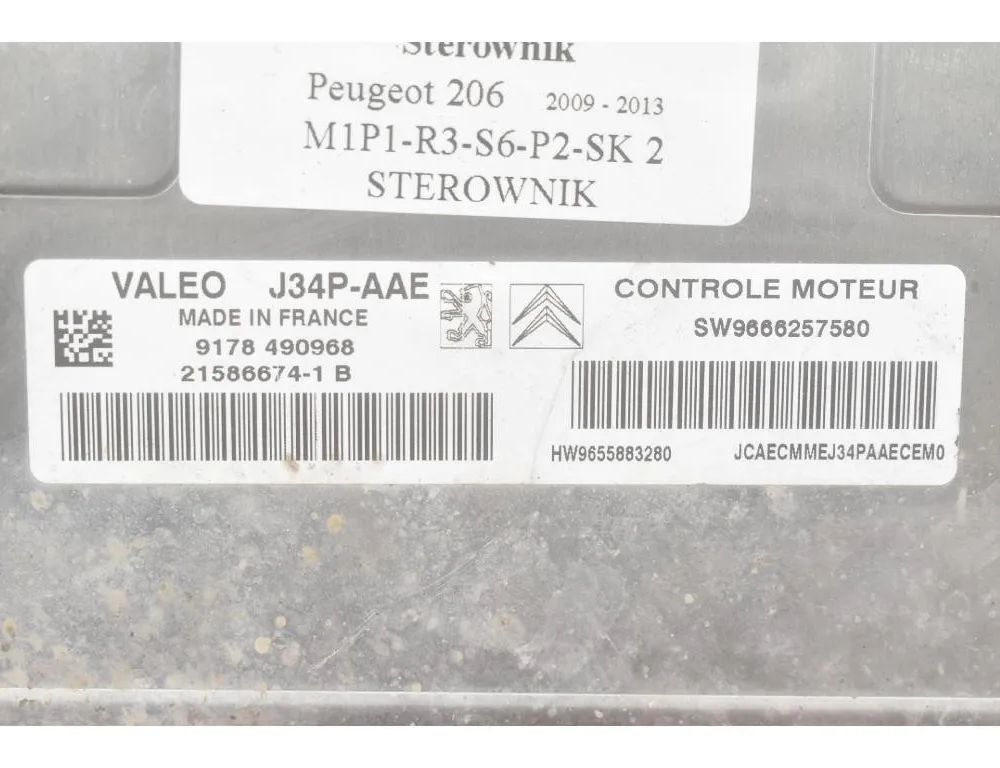 Sterownik
Peugeot 206 2009 - 2013
M1P1-R3-S6-P2-SK 2
STEROWNIK
VALEO J34P-AAE
MADE IN FRANCE
9178 490968
21586674-1 B
CONTROLE MOTEUR
SW9666257580
HW9655883280 JCAECMMEJ34PAAECEM0